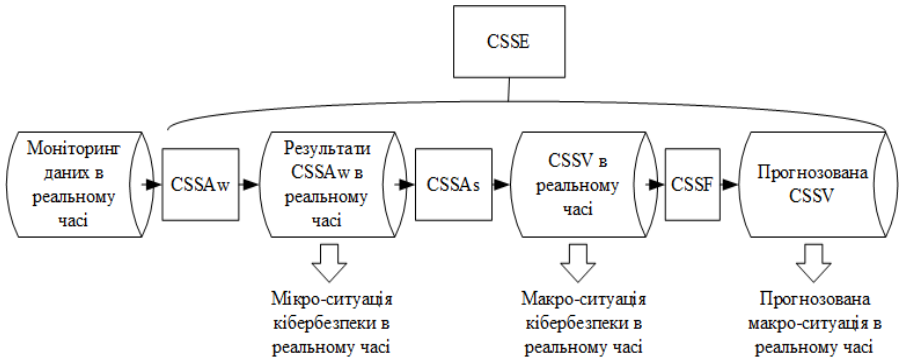 CSSE
Моніторинг
даних в
реальному
часі
CSSAw
Результати
CSSAw в
реальному
часі
CSSAs
CSSV в
реальному
часі
CSSF
Прогнозована
CSSV
Мікро-ситуація
кібербезпеки в
реальному часі
Макро-ситуація
кібербезпеки в
реальному часі
Прогнозована
макро-ситуація в
реальному часі